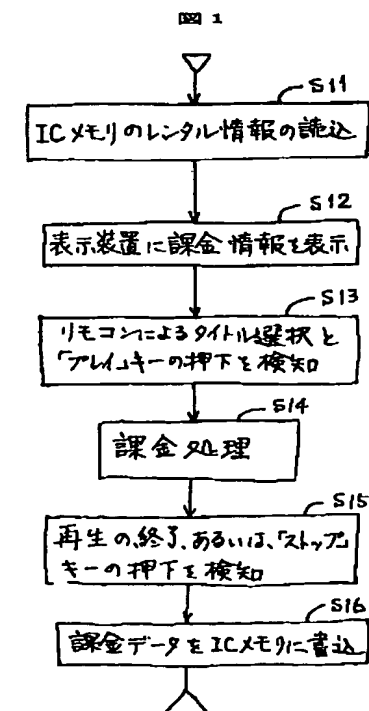 図 1
S11
ICメモリのレンタル情報の読込
S12
表示装置に課金情報を表示
S13
リモコンによるタイトル選択と
「プレイ」キーの押下を検知
S14
課金処理
S15
再生の終了、あるいは、「ストップ」
キーの押下を検知
S16
課金データをICメモリに書込